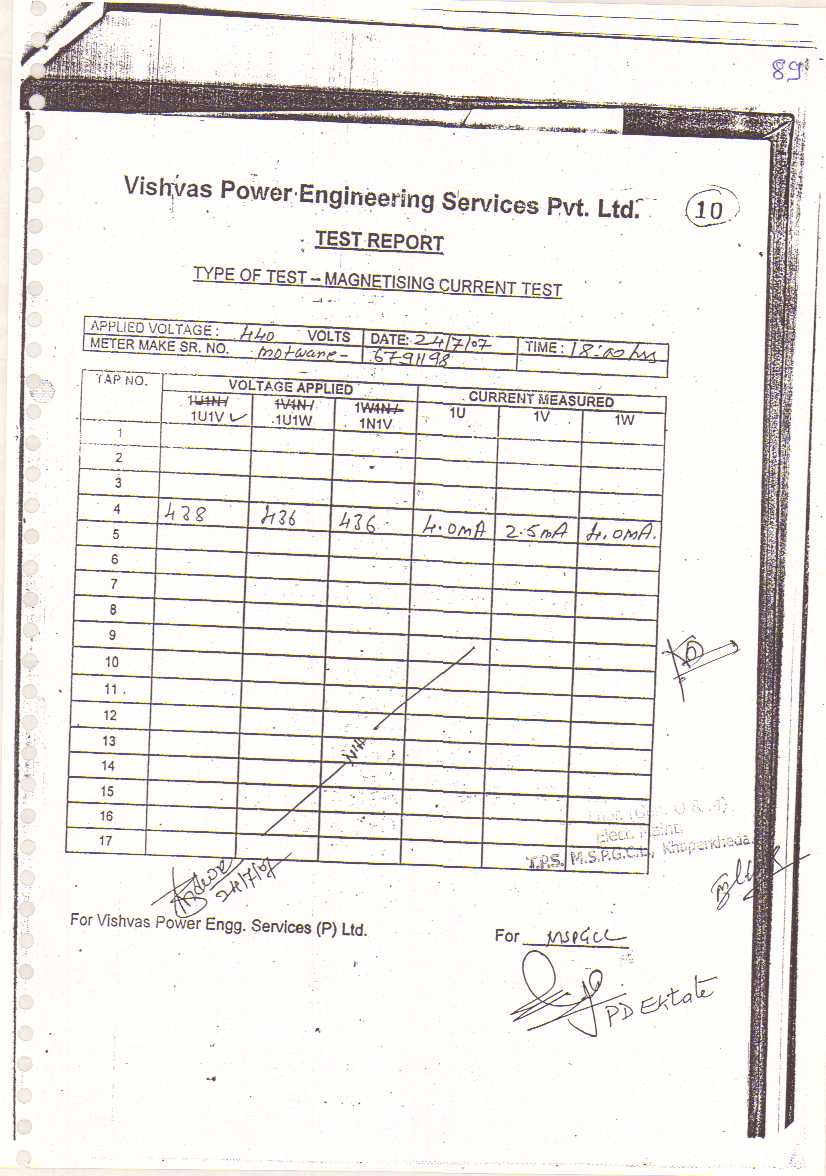 89
Vishvas Power Engineering Services Pvt. Ltd.
10
TEST REPORT
TYPE OF TEST – MAGNETISING CURRENT TEST
APPLIED VOLTAGE : 440 VOLTS DATE: 24/7/07 TIME : 18:00 hrs
METER MAKE SR. NO. motwane - 6791198
TAP NO. VOLTAGE APPLIED CURRENT MEASURED
1U1N / 1V1N / 1W1N / 1U 1V 1W
1U1V ✓ 1U1W 1N1V
1
2
3
4 438 436 436 4.0mA 2.5mA 4.0mA.
5
6
7
8
9
10
11
12
13
14
15
16
17
Elect. Maint.
T.P.S. M.S.P.G.C.L., Khaperkheda.
24/7/07
For Vishvas Power Engg. Services (P) Ltd.
For MSPGCL
PD Ektate